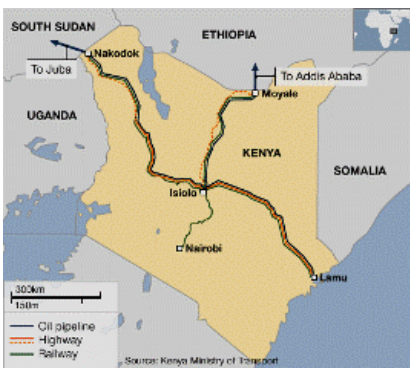 SOUTH SUDAN
ETHIOPIA
Nakodok
To Juba
To Addis Ababa
Moyale
UGANDA
KENYA
SOMALIA
Isiolo
Nairobi
Lamu
300km
150m
Oil pipeline
Highway
Railway
Source: Kenya Ministry of Transport